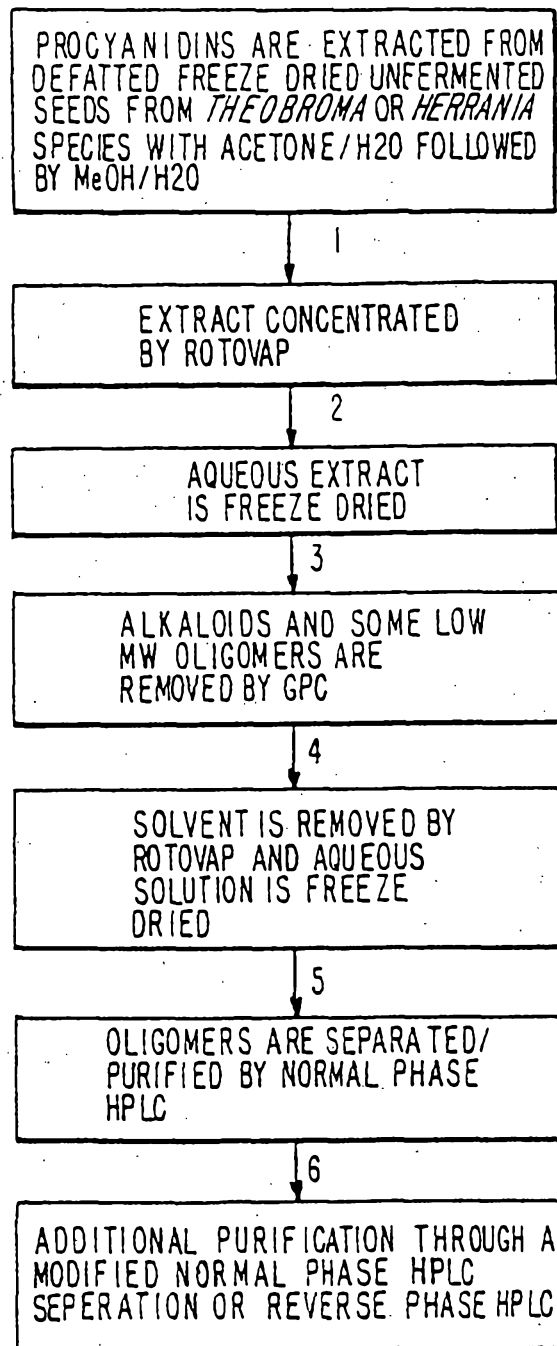 PROCYANIDINS ARE EXTRACTED FROM
DEFATTED FREEZE DRIED UNFERMENTED
SEEDS FROM THEOBROMA OR HERRANIA
SPECIES WITH ACETONE/H2O FOLLOWED
BY MeOH/H2O
1
EXTRACT CONCENTRATED
BY ROTOVAP
2
AQUEOUS EXTRACT
IS FREEZE DRIED
3
ALKALOIDS AND SOME LOW
MW OLIGOMERS ARE
REMOVED BY GPC
4
SOLVENT IS REMOVED BY
ROTOVAP AND AQUEOUS
SOLUTION IS FREEZE
DRIED
5
OLIGOMERS ARE SEPARATED/
PURIFIED BY NORMAL PHASE
HPLC
6
ADDITIONAL PURIFICATION THROUGH A
MODIFIED NORMAL PHASE HPLC
SEPERATION OR REVERSE PHASE HPLC